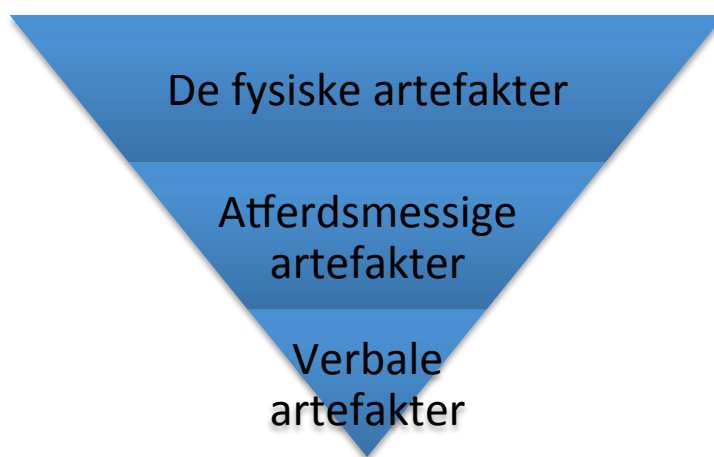 De fysiske artefakter
Atferdsmessige
artefakter
Verbale
artefakter